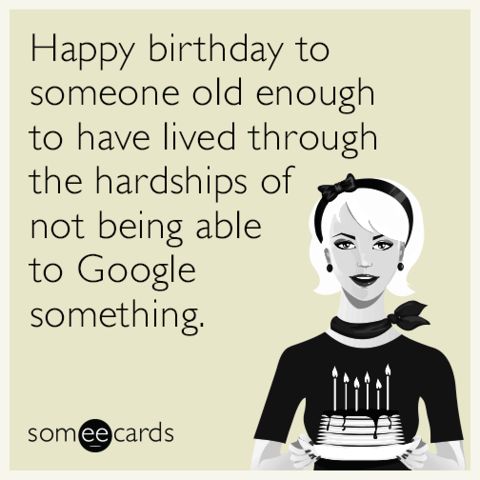 Happy birthday to
someone old enough
to have lived through
the hardships of
not being able
to Google
something.
someecards